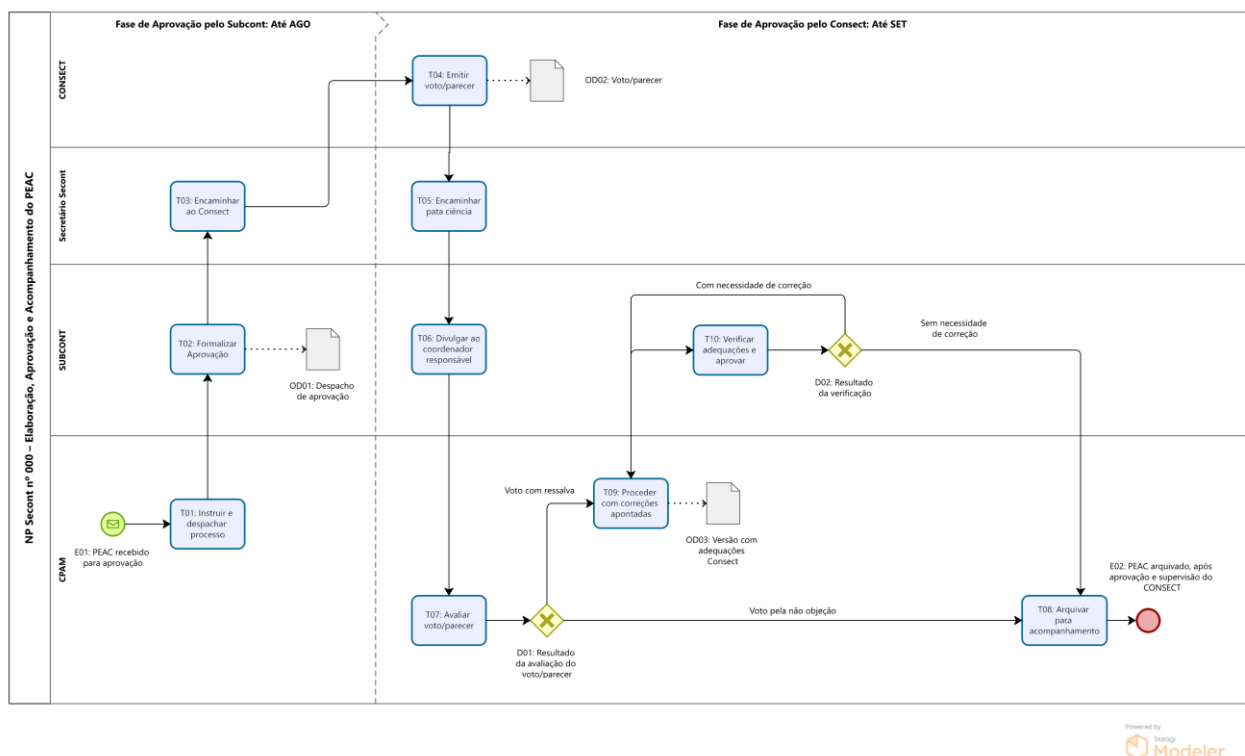 Fase de Aprovação pelo Subcont: Até AGO
Fase de Aprovação pelo Consect: Até SET
NP Secont nº 000 – Elaboração, Aprovação e Acompanhamento do PEAC
CONSECT
T04: Emitir
voto/parecer
OD02: Voto/parecer
Secretário Secont
T03: Encaminhar
ao Consect
T05: Encaminhar
pata ciência
SUBCONT
T02: Formalizar
Aprovação
OD01: Despacho
de aprovação
T06: Divulgar ao
coordenador
responsável
Com necessidade de correção
T10: Verificar
adequações e
aprovar
D02: Resultado
da verificação
Sem necessidade
de correção
CPAM
E01: PEAC recebido
para aprovação
T01: Instruir e
despachar
processo
T07: Avaliar
voto/parecer
D01: Resultado
da avaliação do
voto/parecer
Voto com ressalva
T09: Proceder
com correções
apontadas
OD03: Versão com
adequações
Consect
Voto pela não objeção
T08: Arquivar
para
acompanhamento
E02: PEAC arquivado, após
aprovação e supervisão do
CONSECT
Powered by
bizagi
Modeler